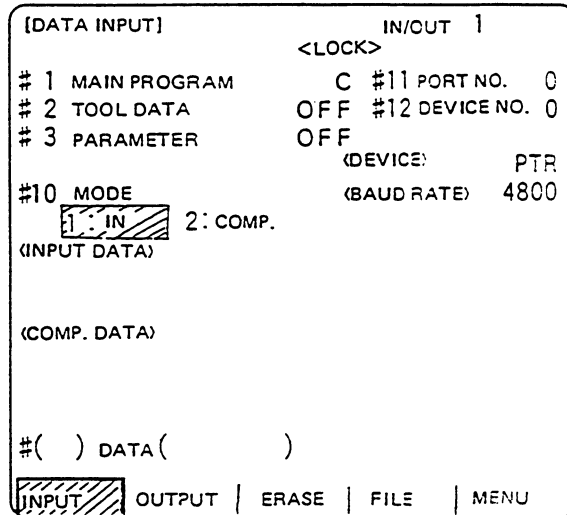 [DATA INPUT] IN/OUT 1
<LOCK>
# 1 MAIN PROGRAM C #11 PORT NO. 0
# 2 TOOL DATA OFF #12 DEVICE NO. 0
# 3 PARAMETER OFF
<DEVICE> PTR
#10 MODE <BAUD RATE> 4800
1 : IN 2 : COMP.
<INPUT DATA>
<COMP. DATA>
#( ) DATA ( )
INPUT OUTPUT | ERASE | FILE | MENU